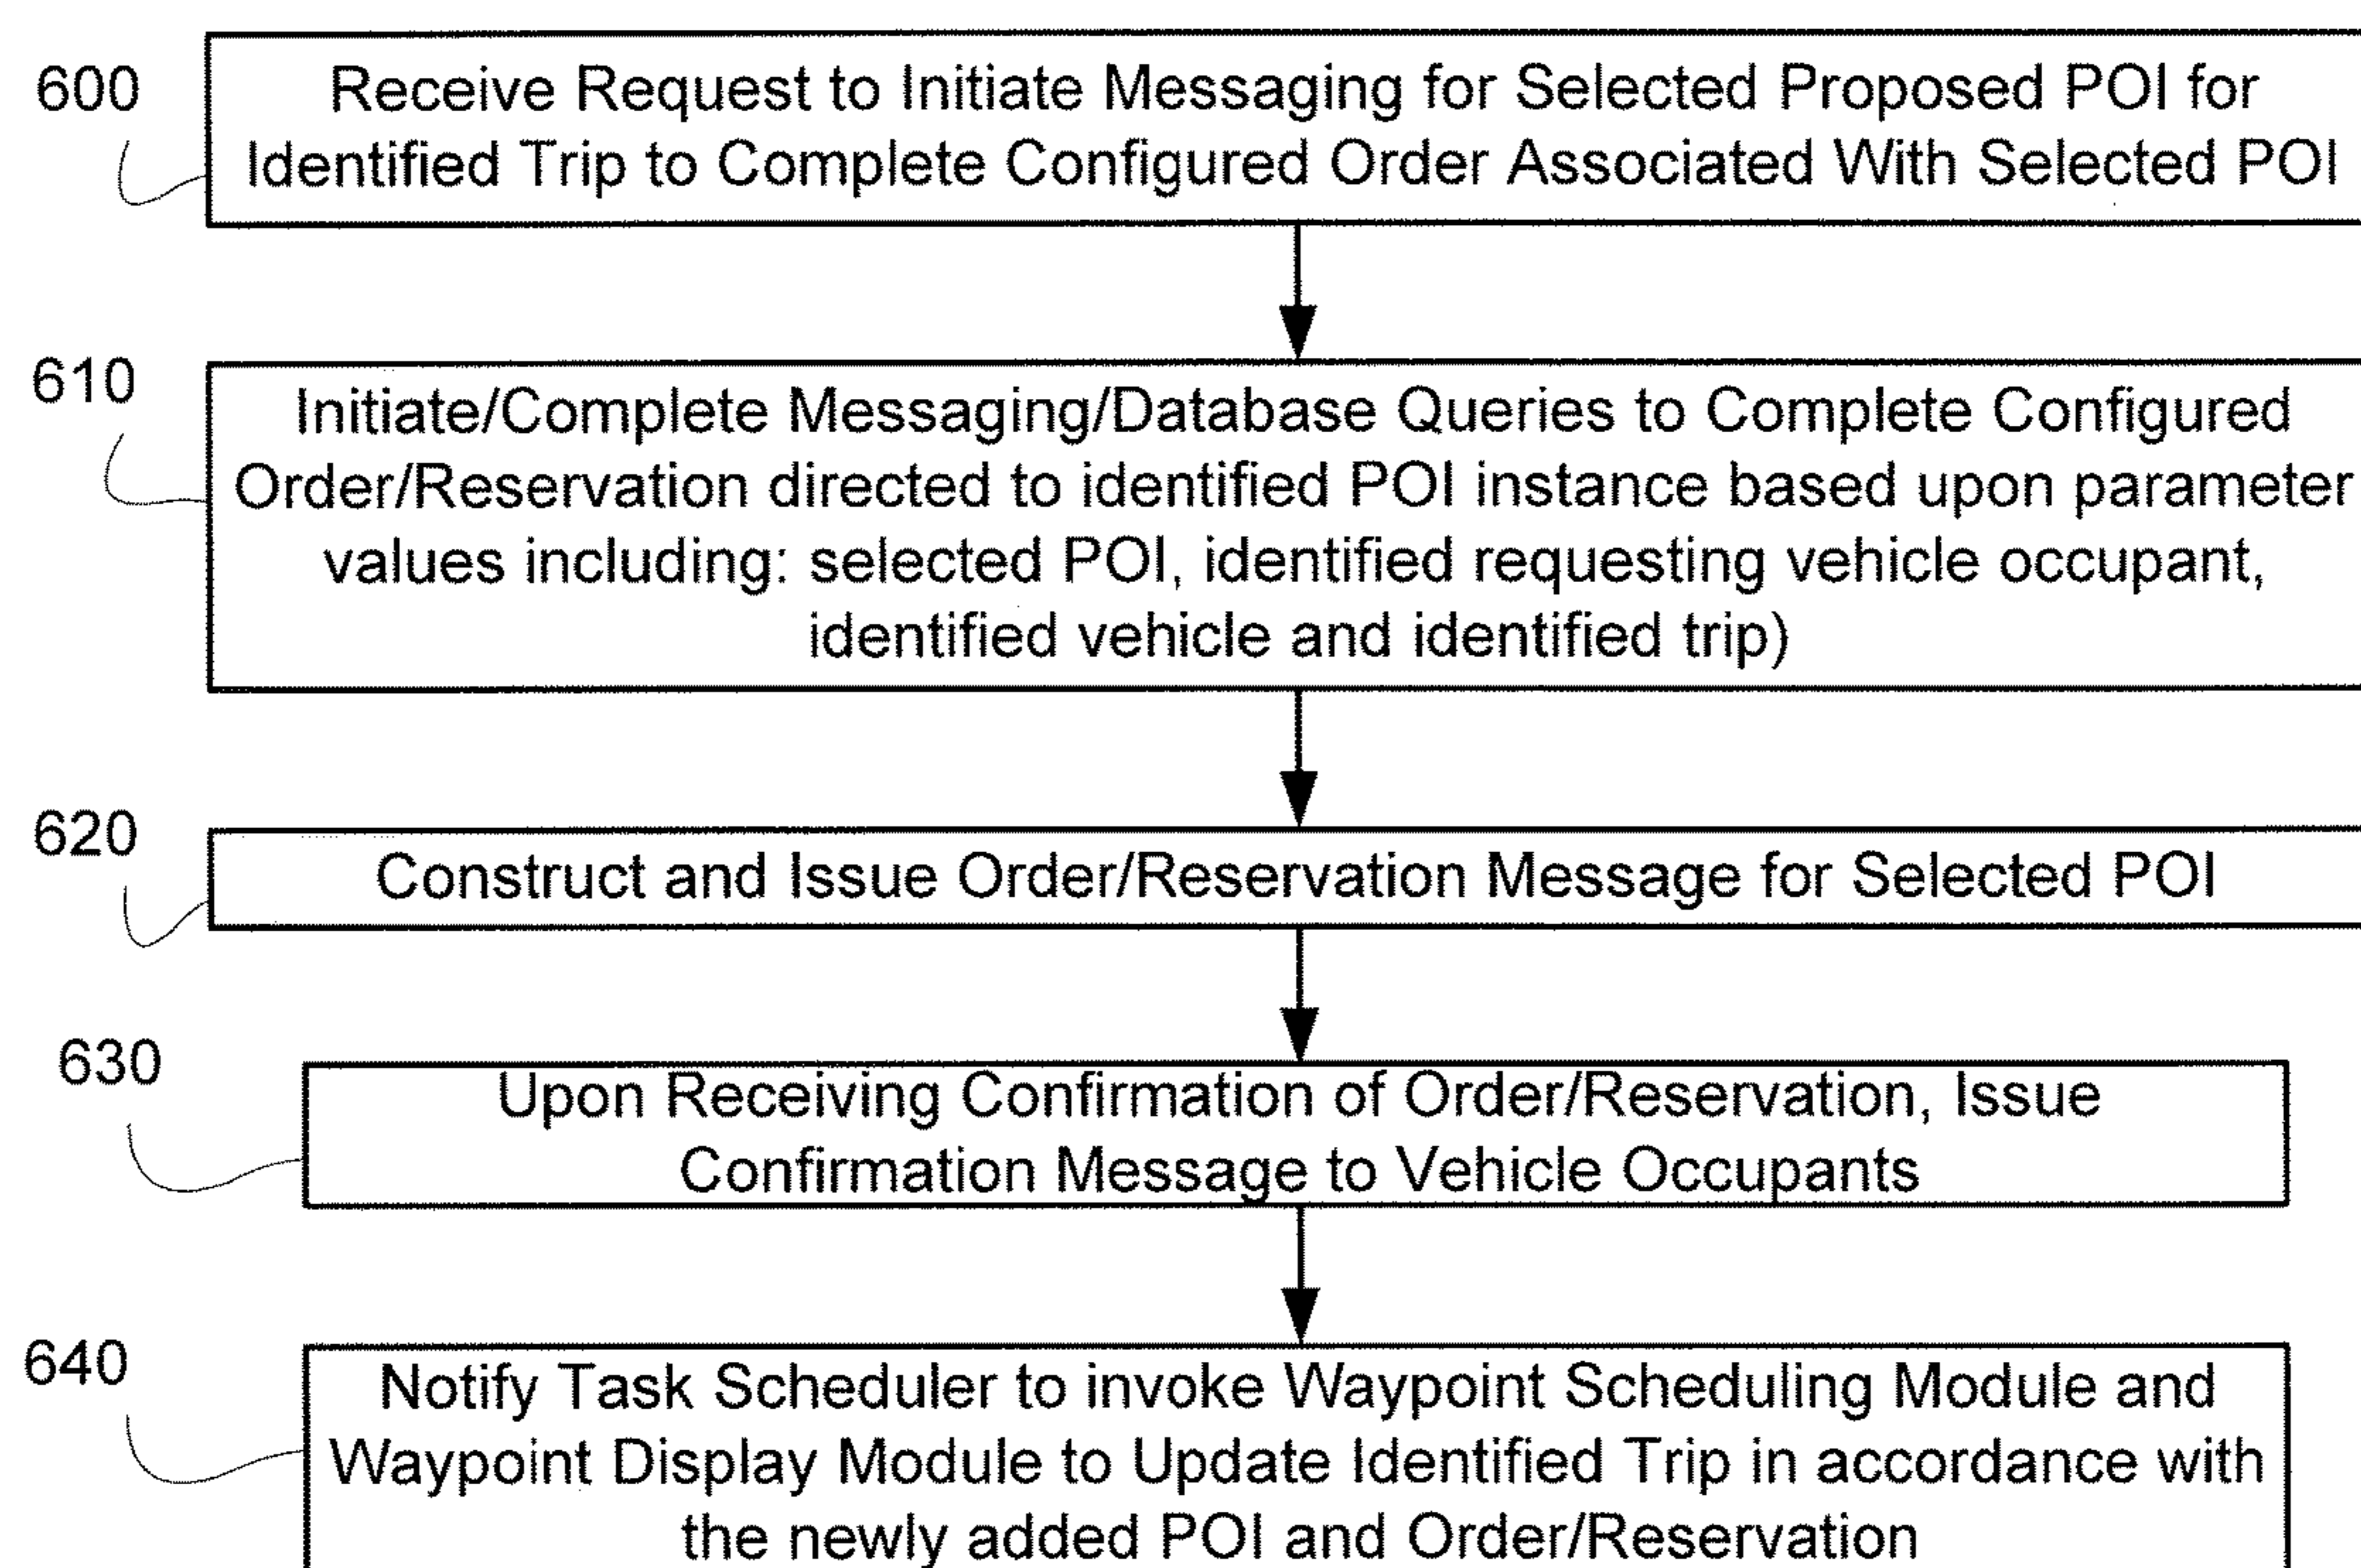 600
Receive Request to Initiate Messaging for Selected Proposed POI for
Identified Trip to Complete Configured Order Associated With Selected POI
610
Initiate/Complete Messaging/Database Queries to Complete Configured
Order/Reservation directed to identified POI instance based upon parameter
values including: selected POI, identified requesting vehicle occupant,
identified vehicle and identified trip)
620
Construct and Issue Order/Reservation Message for Selected POI
630
Upon Receiving Confirmation of Order/Reservation, Issue
Confirmation Message to Vehicle Occupants
640
Notify Task Scheduler to invoke Waypoint Scheduling Module and
Waypoint Display Module to Update Identified Trip in accordance with
the newly added POI and Order/Reservation